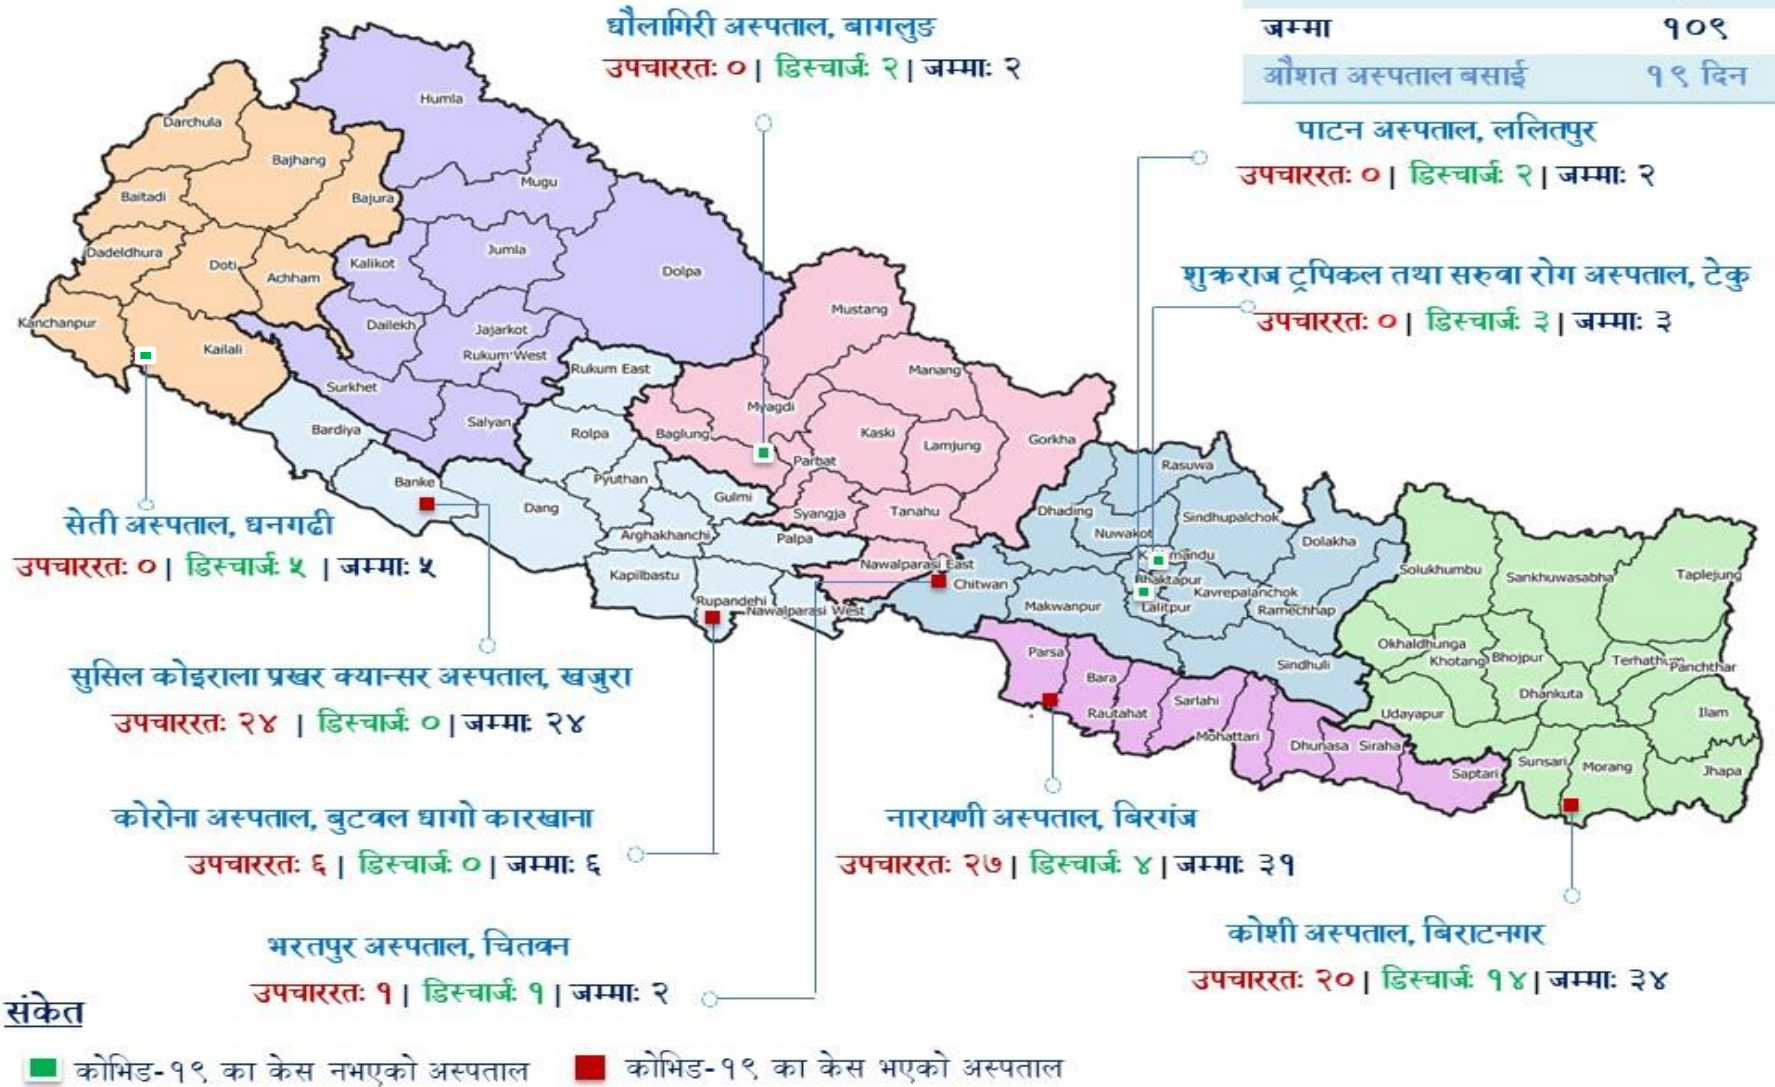 धौलागिरी अस्पताल, बागलुङ
उपचाररतः ० | डिस्चार्जः २ | जम्माः २
जम्मा १०९
औशत अस्पताल बसाई १९ दिन
पाटन अस्पताल, ललितपुर
उपचाररतः ० | डिस्चार्जः २ | जम्माः २
शुक्रराज ट्रपिकल तथा सरुवा रोग अस्पताल, टेकु
उपचाररतः ० | डिस्चार्जः ३ | जम्माः ३
Humla
Darchula
Bajhang
Mugu
Baitadi
Bajura
Dadeldhura
Doti
Achham
Kalikot
Jumla
Dolpa
Kanchanpur
Kailali
Dailekh
Jajarkot
Rukum West
Mustang
Rukum East
Manang
Surkhet
Salyan
Myagdi
Bardiya
Rolpa
Baglung
Kaski
Lamjung
Gorkha
Parbat
Rasuwa
Banke
Pyuthan
Gulmi
Dang
Syangja
Tanahu
Dhading
Sindhupalchok
Nuwakot
Arghakhanchi
Palpa
Dolakha
Nawalparasi East
Kapilbastu
Chitwan
Bhaktapur
Kavrepalanchok
Solukhumbu
Sankhuwasabha
Taplejung
Rupandehi
Nawalparasi West
Makwanpur
Lalitpur
Ramechhap
Okhaldhunga
Khotang
Bhojpur
Panchthar
Parsa
Sindhuli
Bara
Dhankuta
Rautahat
Sarlahi
Udayapur
Ilam
Mohattari
Dhunasa
Siraha
Saptari
Sunsari
Morang
Jhapa
सेती अस्पताल, धनगढी
उपचाररतः ० | डिस्चार्जः ५ | जम्माः ५
सुसिल कोइराला प्रखर क्यान्सर अस्पताल, खजुरा
उपचाररतः २४ | डिस्चार्जः ० | जम्माः २४
कोरोना अस्पताल, बुटवल धागो कारखाना
उपचाररतः ६ | डिस्चार्जः ० | जम्माः ६
नारायणी अस्पताल, बिरगंज
उपचाररतः २७ | डिस्चार्जः ४ | जम्माः ३१
भरतपुर अस्पताल, चितवन
उपचाररतः १ | डिस्चार्जः १ | जम्माः २
कोशी अस्पताल, बिराटनगर
उपचाररतः २० | डिस्चार्जः १४ | जम्माः ३४
संकेत
कोभिड-१९ का केस नभएको अस्पताल
कोभिड-१९ का केस भएको अस्पताल